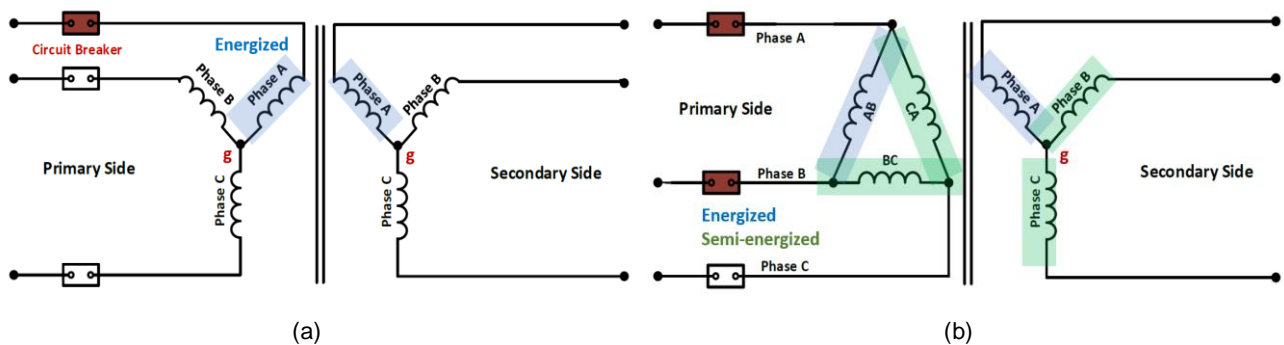 Circuit Breaker
Energized
Phase B
Phase A
g
Primary Side
Phase C
Phase A
Phase B
g
Secondary Side
Phase C
(a)
Phase A
Primary Side
AB
CA
BC
Phase B
Energized
Semi-energized
Phase C
Phase A
Phase B
g
Secondary Side
Phase C
(b)